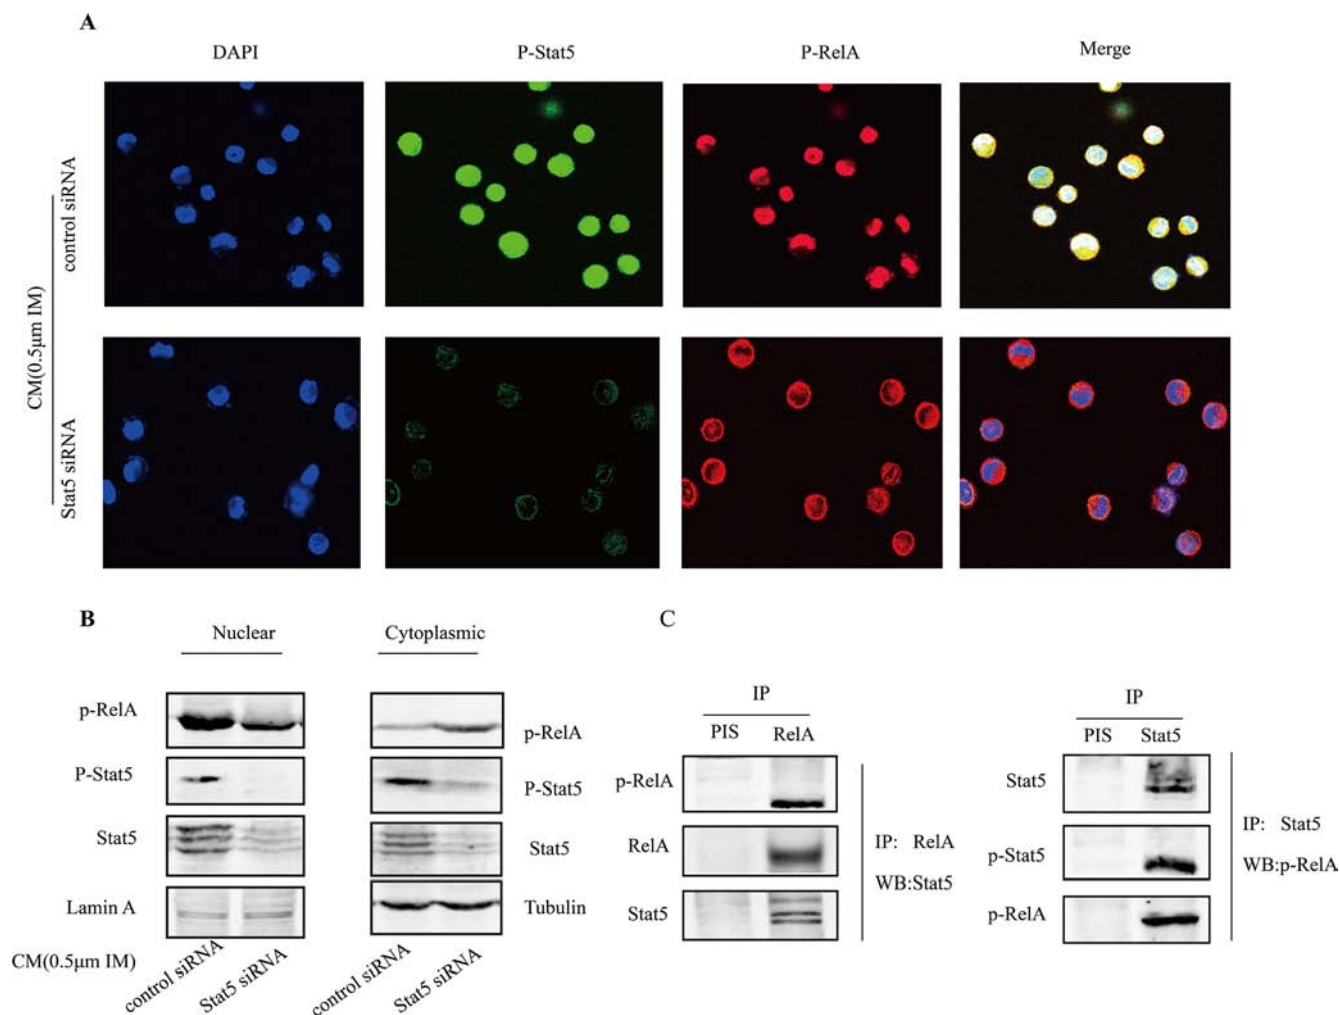 A
DAPI
P-Stat5
P-RelA
Merge
CM(0.5μm IM)
control siRNA
Stat5 siRNA
B
Nuclear
Cytoplasmic
p-RelA
P-Stat5
Stat5
Lamin A
p-RelA
P-Stat5
Stat5
Tubulin
CM(0.5μm IM)
control siRNA
Stat5 siRNA
control siRNA
Stat5 siRNA
C
IP
PIS
RelA
p-RelA
RelA
Stat5
IP: RelA
WB:Stat5
IP
PIS
Stat5
Stat5
p-Stat5
p-RelA
IP: Stat5
WB:p-RelA